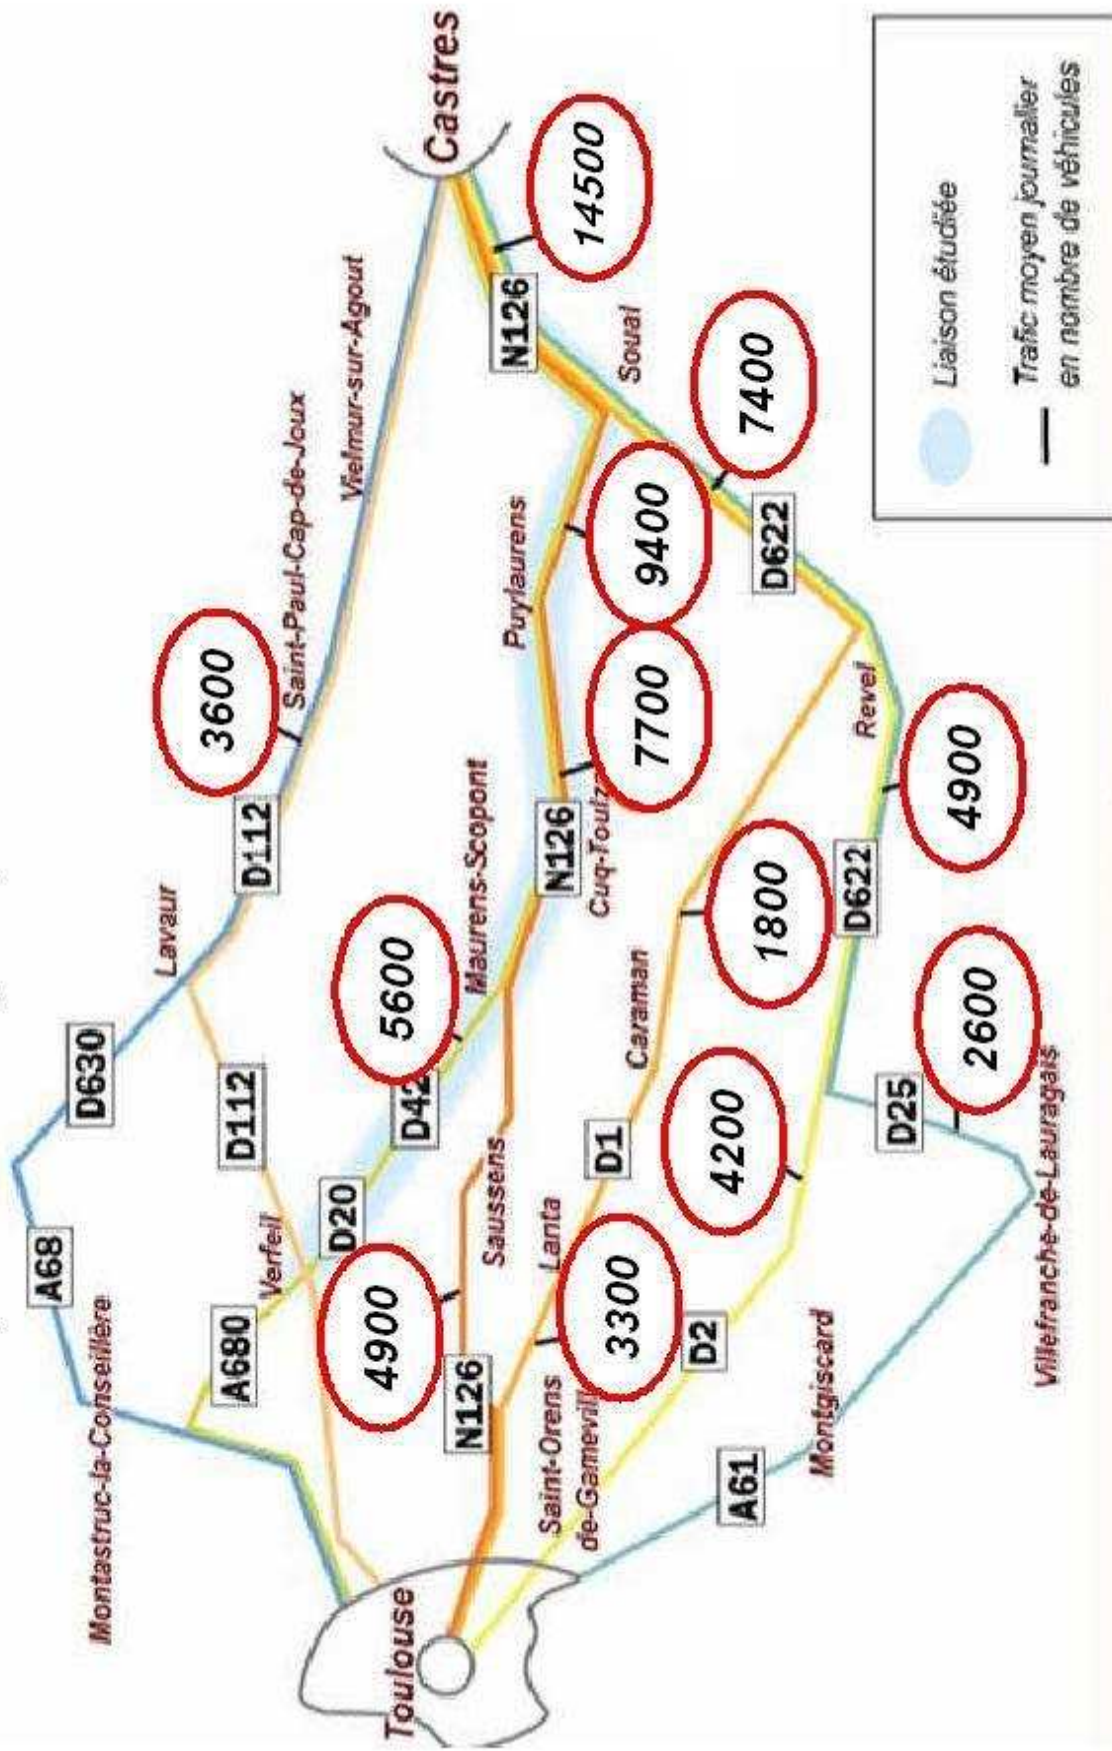 Montastruc-la-Conseillère
A68
D630
Lavaur
3600
Saint-Paul-Cap-de-Joux
Vielmur-sur-Agout
Castres
A680
Verfeil
D112
D112
D20
D42
5600
Maurens-Scopont
Puylaurens
N126
14500
Toulouse
4900
N126
Saussens
N126
Cuq-Toulza
7700
9400
Soual
7400
Saint-Orens
de-Gameville
Lanta
3300
D1
Caraman
1800
D622
Revel
D2
4200
D622
4900
A61
Montgiscard
D25
2600
Villefranche-de-Lauragais
Liaison étudiée
Trafic moyen journalier
en nombre de véhicules